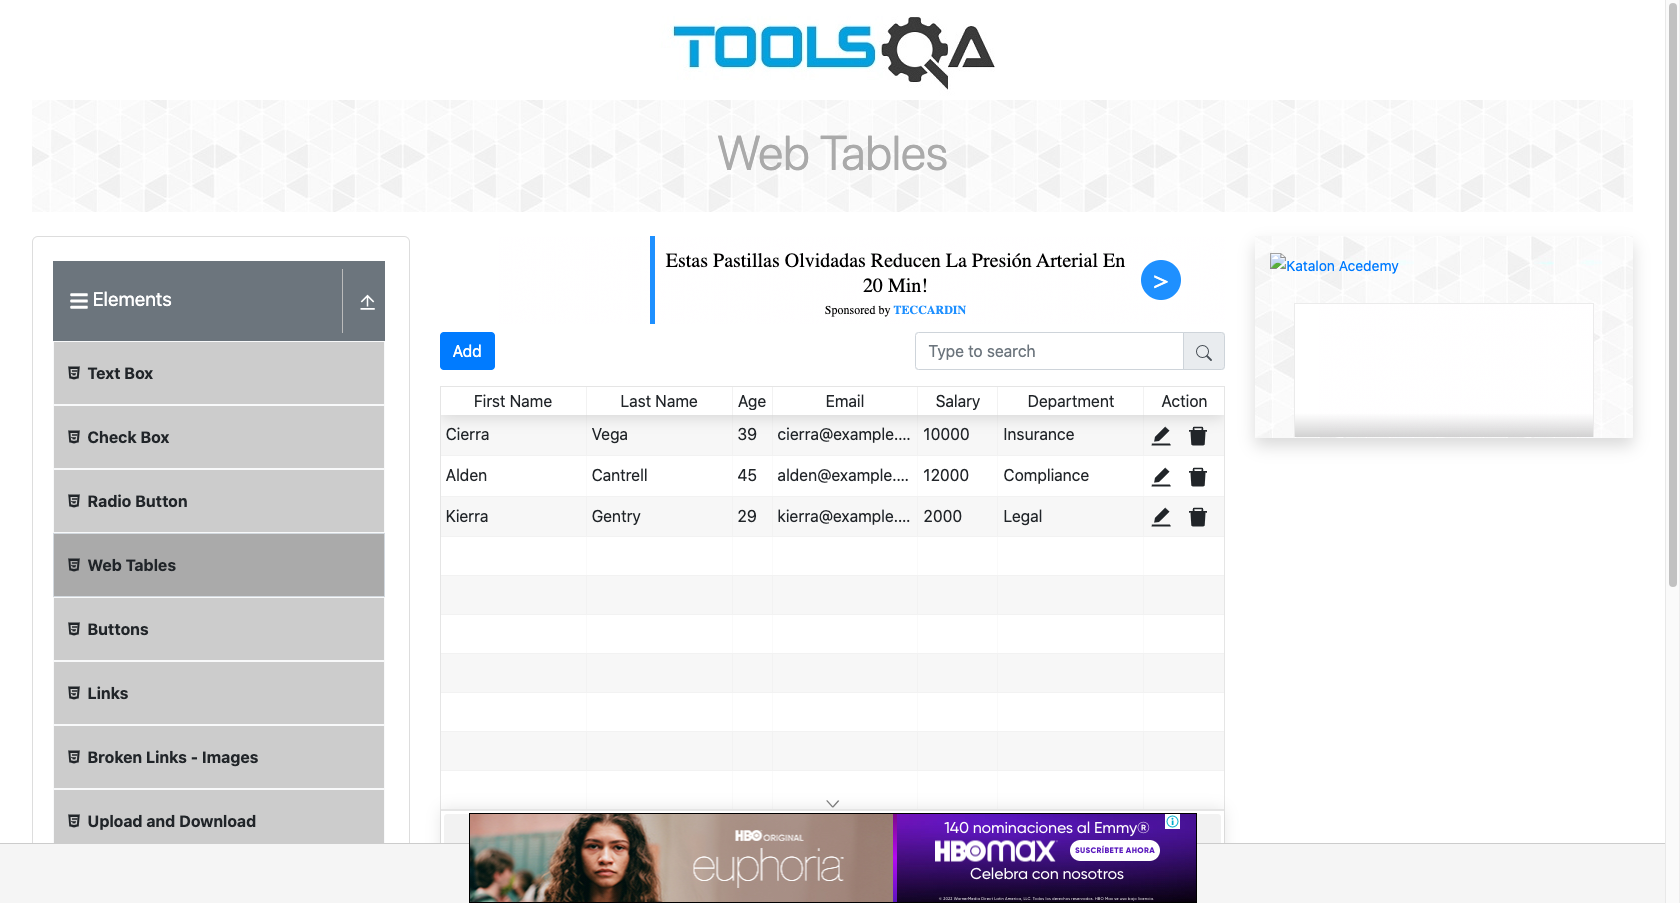 TOOLSQA
Web Tables
Elements
Text Box
Check Box
Radio Button
Web Tables
Buttons
Links
Broken Links - Images
Upload and Download
Estas Pastillas Olvidadas Reducen La Presión Arterial En
20 Min!
Sponsored by TECCARDIN
>
Add
Type to search
First Name Last Name Age Email Salary Department Action
Cierra Vega 39 cierra@example.... 10000 Insurance
Alden Cantrell 45 alden@example.... 12000 Compliance
Kierra Gentry 29 kierra@example.... 2000 Legal
Katalon Acedemy
HBO ORIGINAL
euphoria
140 nominaciones al Emmy®
HBOMAX
SUSCRÍBETE AHORA
Celebra con nosotros